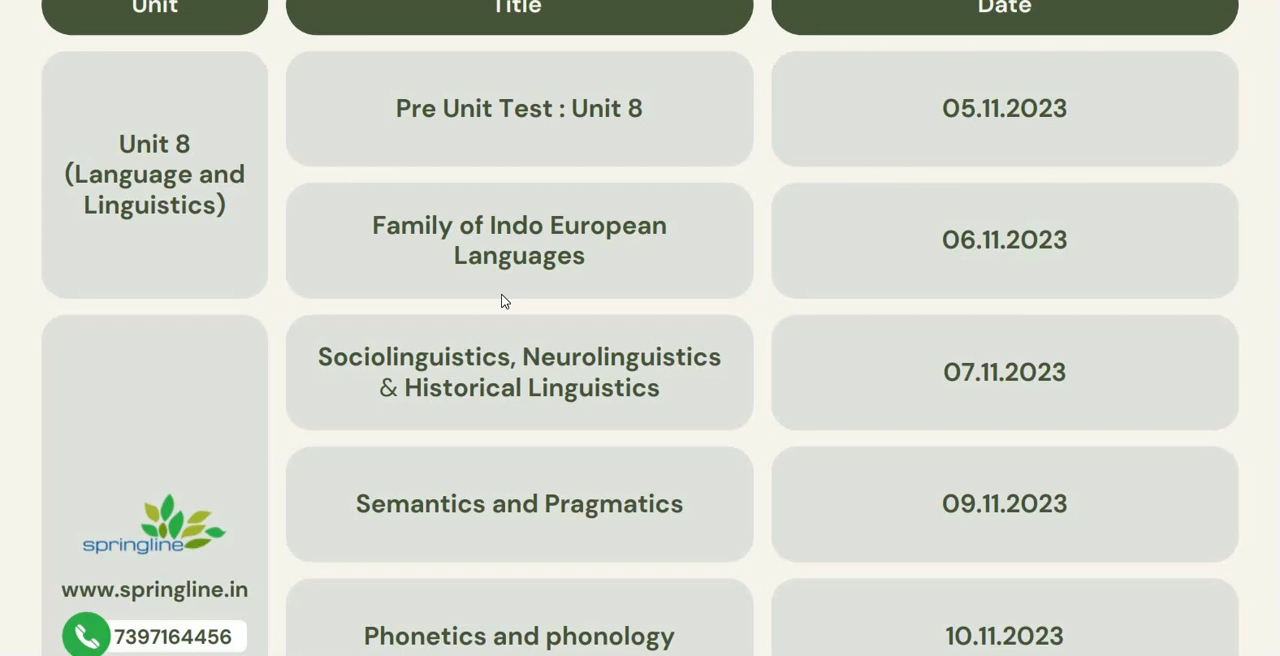 Unit
Title
Date
Unit 8
(Language and
Linguistics)
Pre Unit Test : Unit 8
05.11.2023
Family of Indo European
Languages
06.11.2023
Sociolinguistics, Neurolinguistics
& Historical Linguistics
07.11.2023
Semantics and Pragmatics
09.11.2023
Phonetics and phonology
10.11.2023
springline
www.springline.in
7397164456